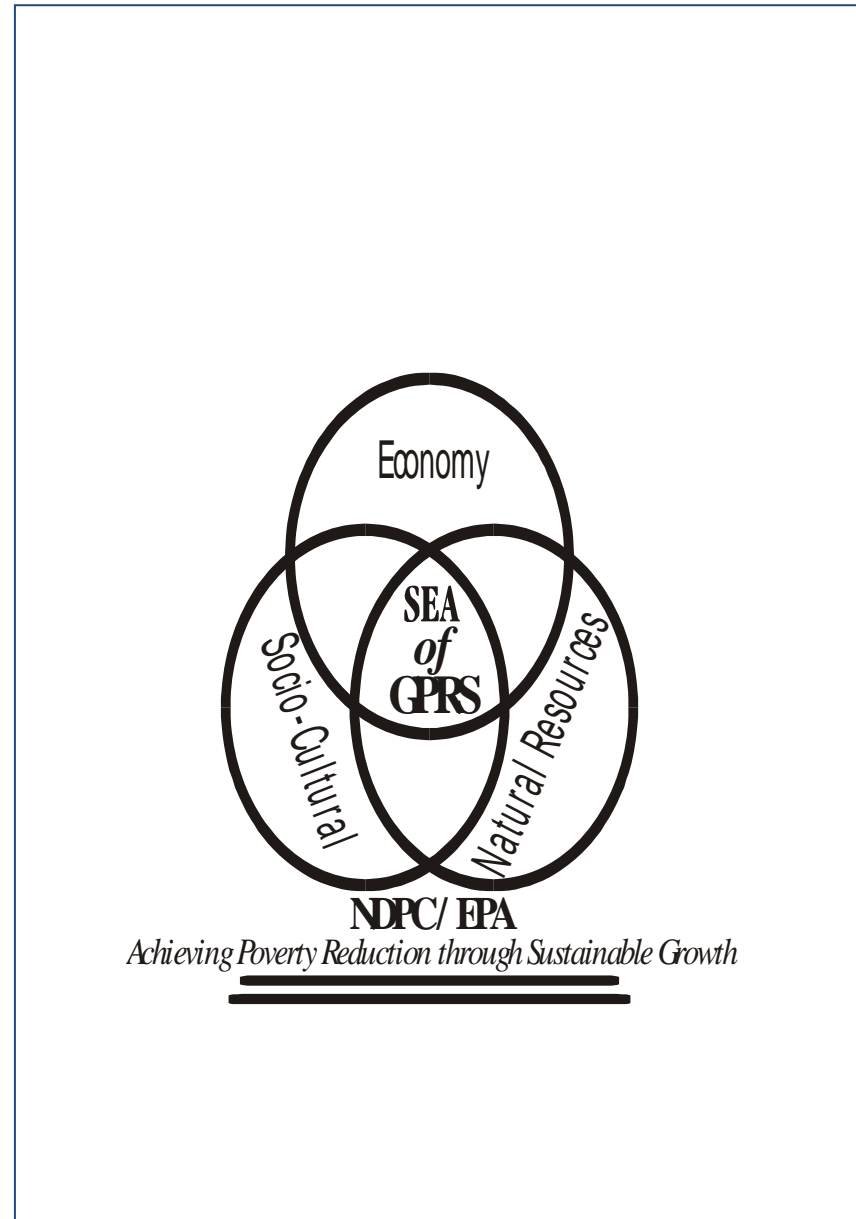 Economy
SEA
of
GPRS
Socio-Cultural
Natural Resources
NDPC/ EPA
Achieving Poverty Reduction through Sustainable Growth